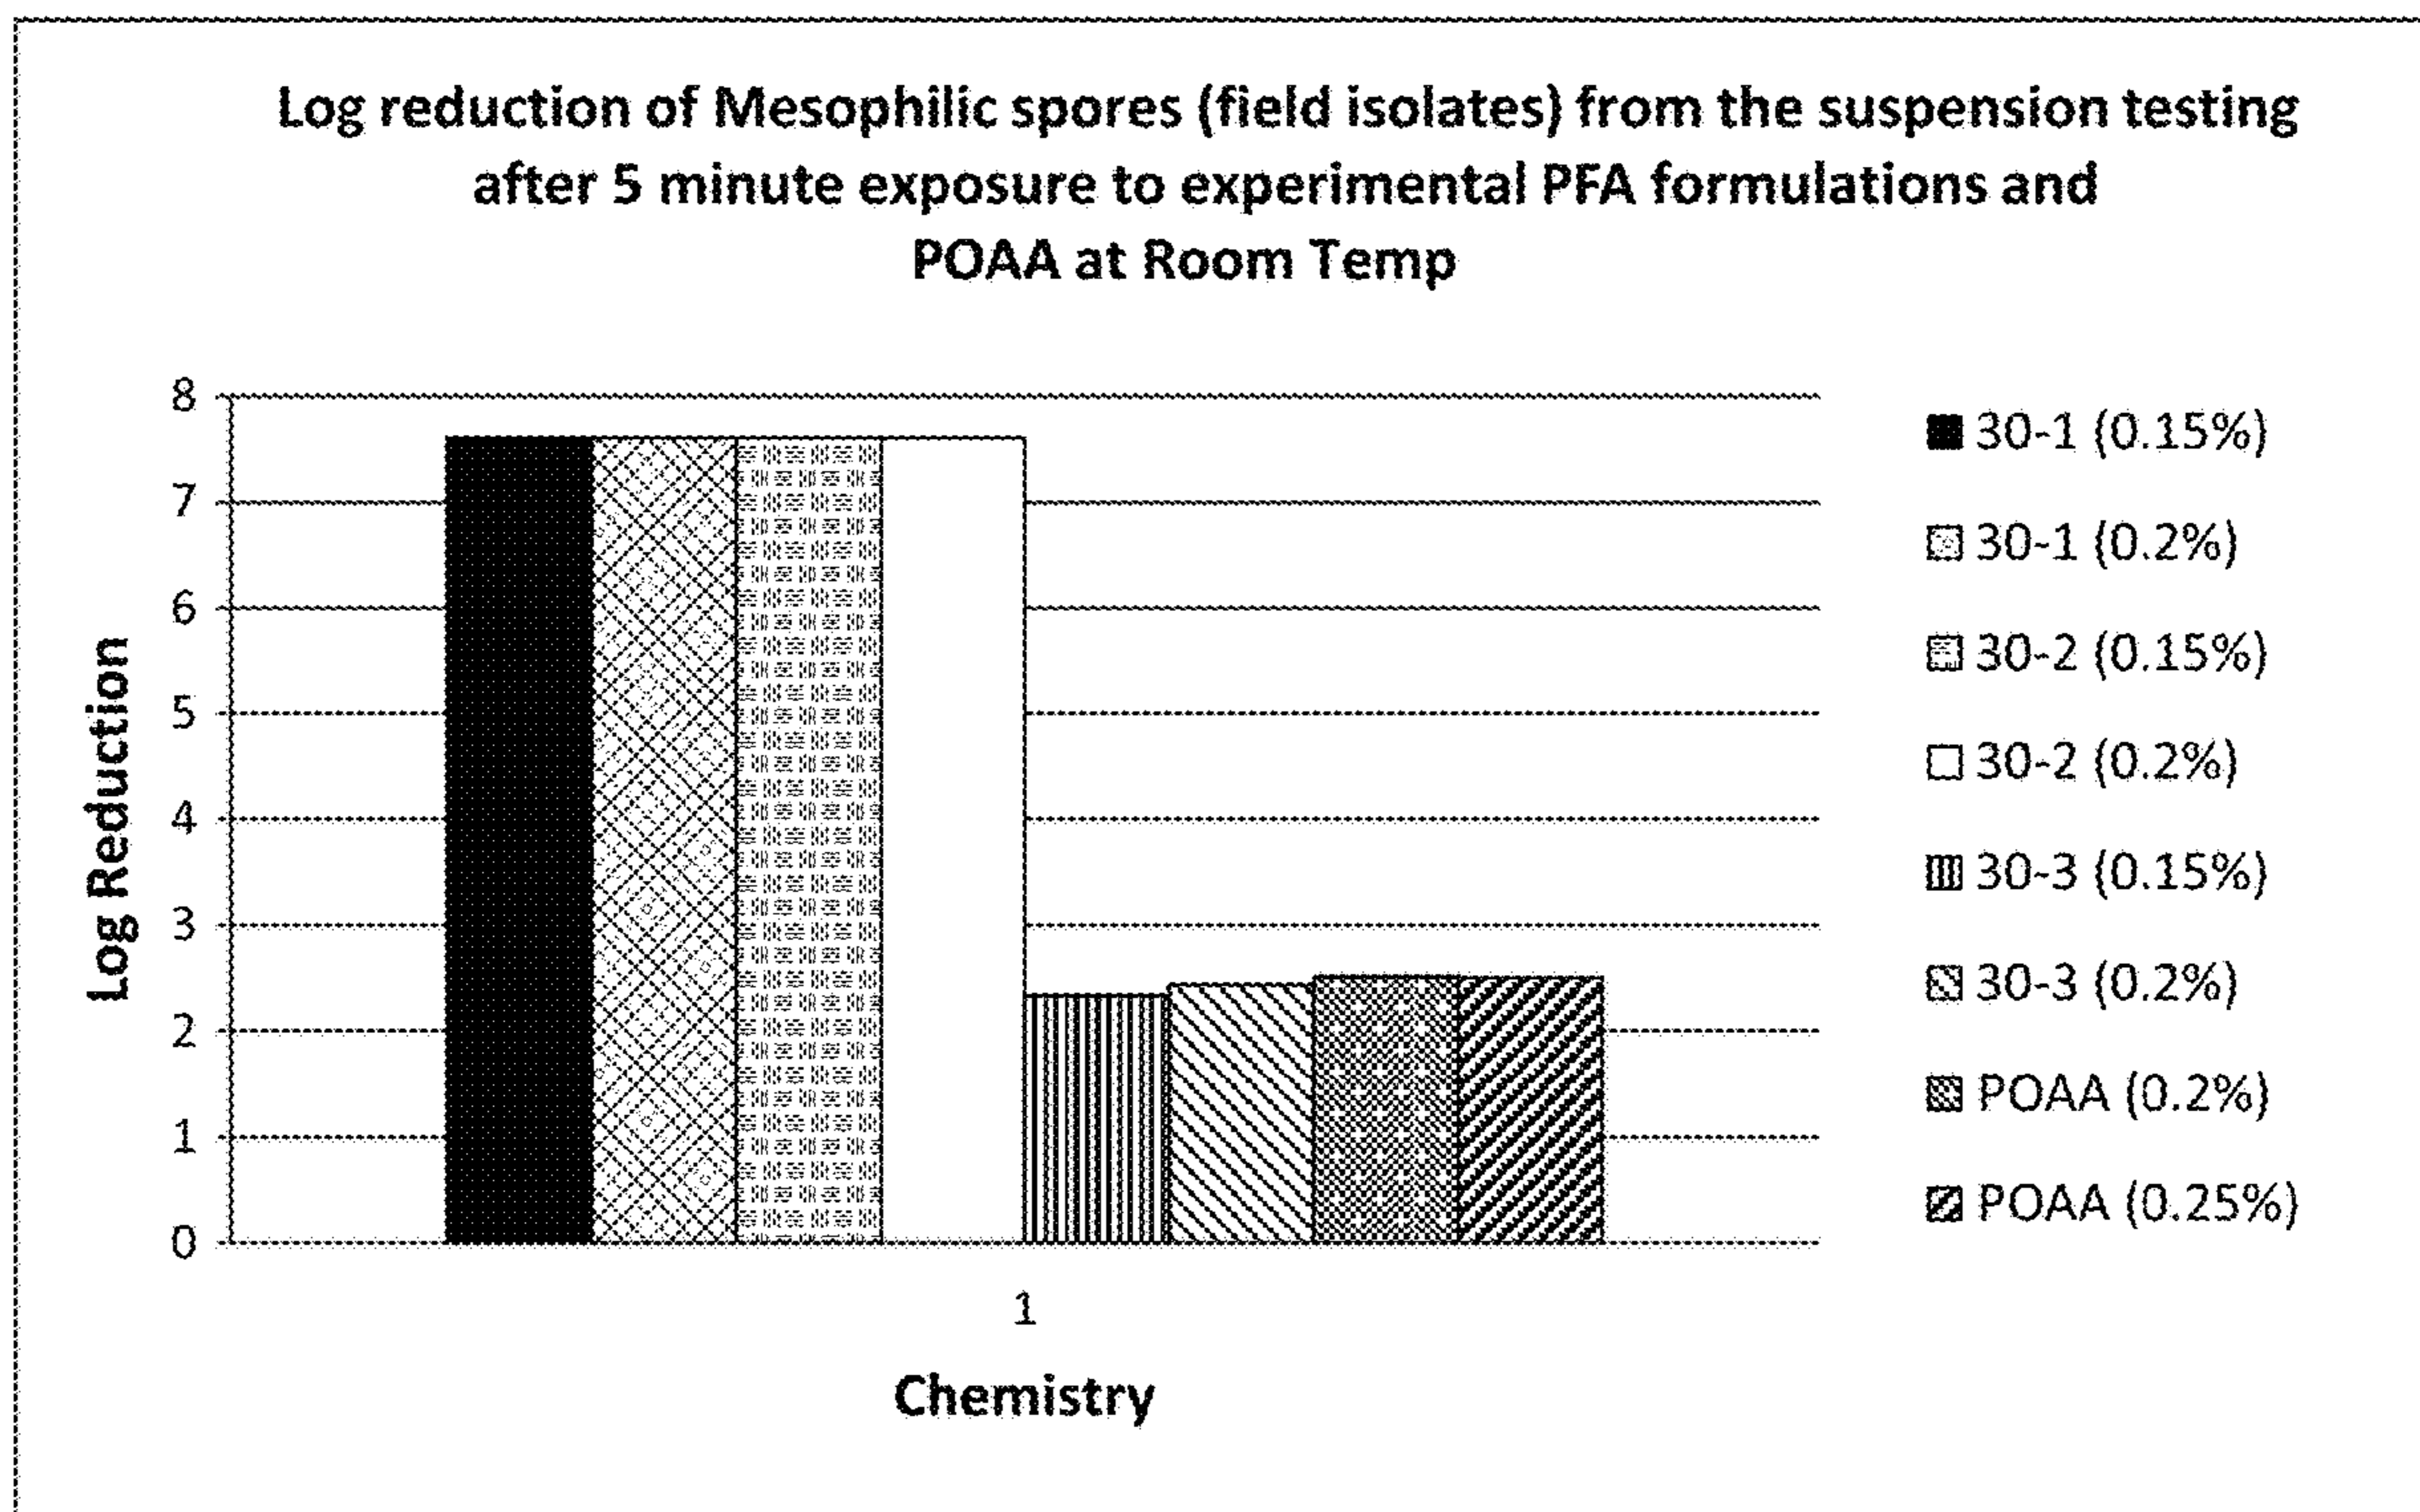 Log reduction of Mesophilic spores (field isolates) from the suspension testing
after 5 minute exposure to experimental PFA formulations and
POAA at Room Temp
8
7
6
5
4
3
2
1
0
Log Reduction
1
Chemistry
30-1 (0.15%)
30-1 (0.2%)
30-2 (0.15%)
30-2 (0.2%)
30-3 (0.15%)
30-3 (0.2%)
POAA (0.2%)
POAA (0.25%)